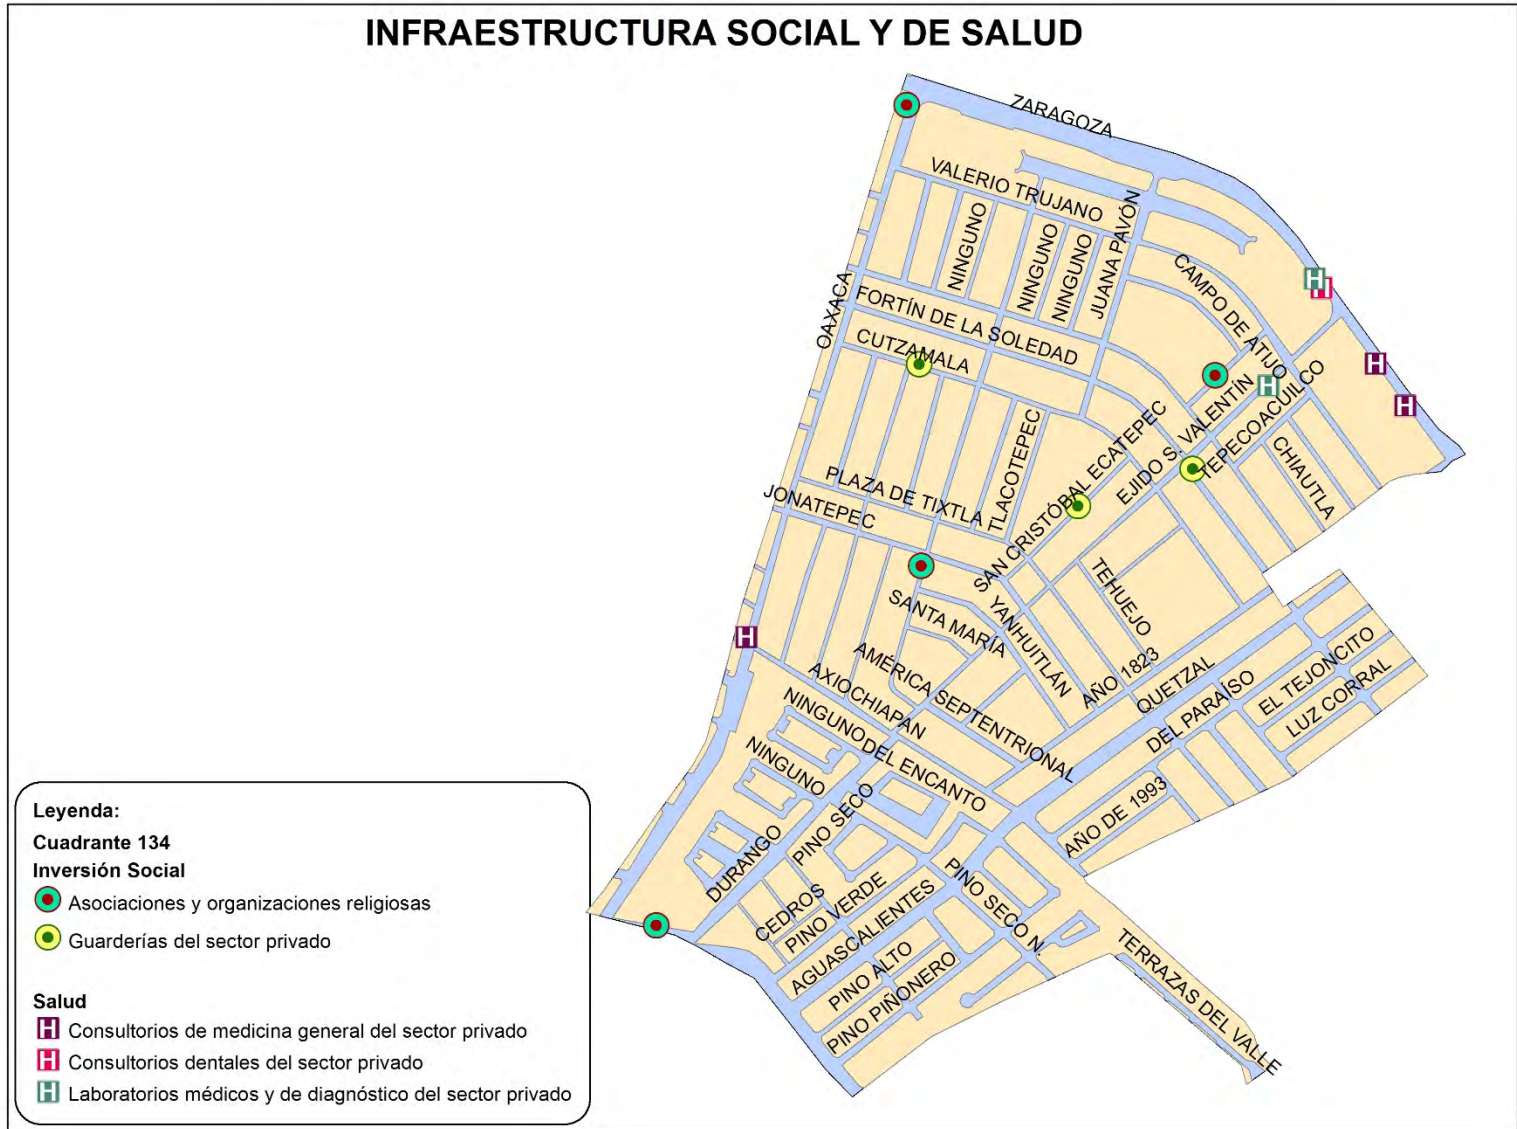 INFRAESTRUCTURA SOCIAL Y DE SALUD
ZARAGOZA
VALERIO TRUJANO
NINGUNO
NINGUNO
NINGUNO
JUANA PAVÓN
CAMPO DE ATIJO
OAXACA
FORTÍN DE LA SOLEDAD
CUTZAMALA
H
H
H
H
H
TLACOTEPEC
SAN CRISTÓBAL ECATEPEC
EJIDO S. VALENTÍN
TEPECOACUILCO
CHIAUTLA
PLAZA DE TIXTLA
JONATEPEC
SANTA MARÍA
S YANHUITLÁN
TEHUEJO
H
AMÉRICA SEPTENTRIONAL
AXIOCHIAPAN
AÑO 1823
QUETZAL
DEL PARAÍSO
EL TEJONCITO
LUZ CORRAL
NINGUNO
DEL ENCANTO
NINGUNO
PINO SECO
DURANGO
AÑO DE 1993
CEDROS
PINO VERDE
AGUASCALIENTES
PINO SECO N.
PINO ALTO
PINO PIÑONERO
TERRAZAS DEL VALLE
Leyenda:
Cuadrante 134
Inversión Social
Asociaciones y organizaciones religiosas
Guarderías del sector privado
Salud
H Consultorios de medicina general del sector privado
H Consultorios dentales del sector privado
H Laboratorios médicos y de diagnóstico del sector privado